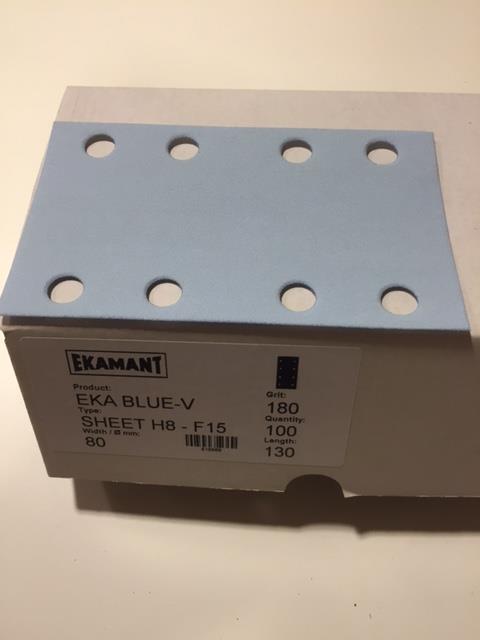 EKAMANT
Product:
EKA BLUE-V
Type:
SHEET H8 - F15
Width / Ø mm:
80
Grit:
180
Quantity:
100
Length:
130